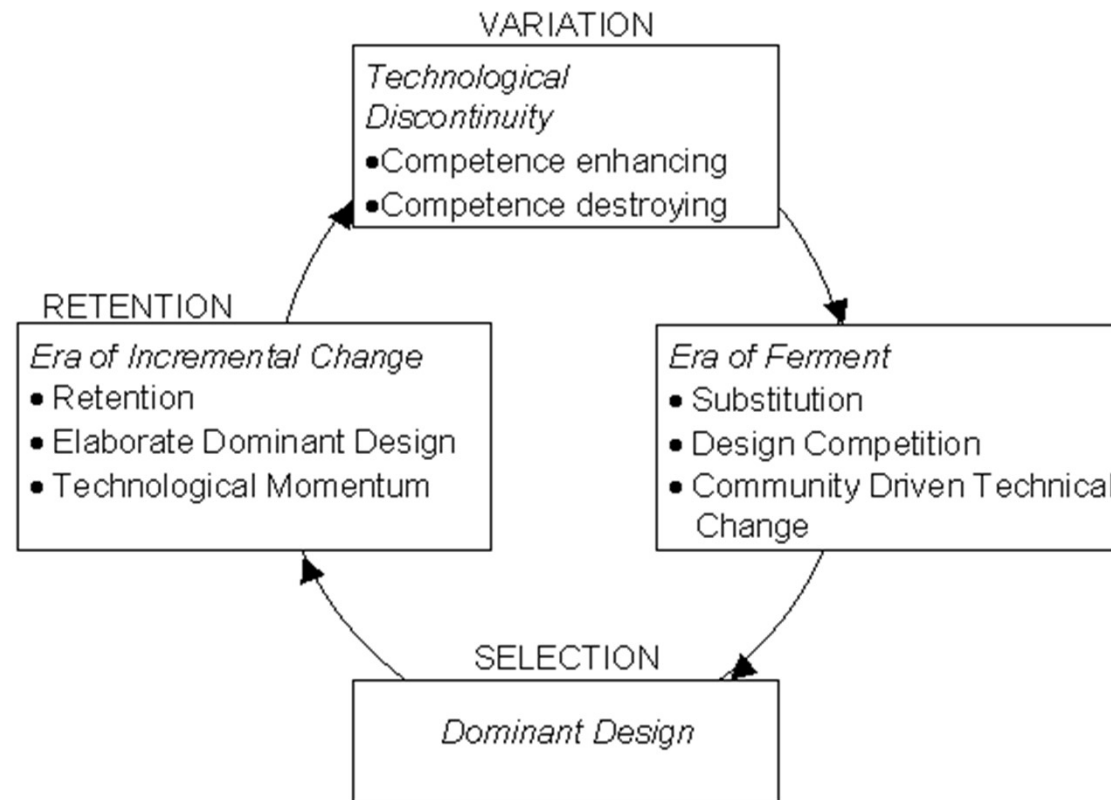 VARIATION
Technological
Discontinuity
•Competence enhancing
•Competence destroying
RETENTION
Era of Incremental Change
• Retention
• Elaborate Dominant Design
• Technological Momentum
Era of Ferment
• Substitution
• Design Competition
• Community Driven Technical
Change
SELECTION
Dominant Design